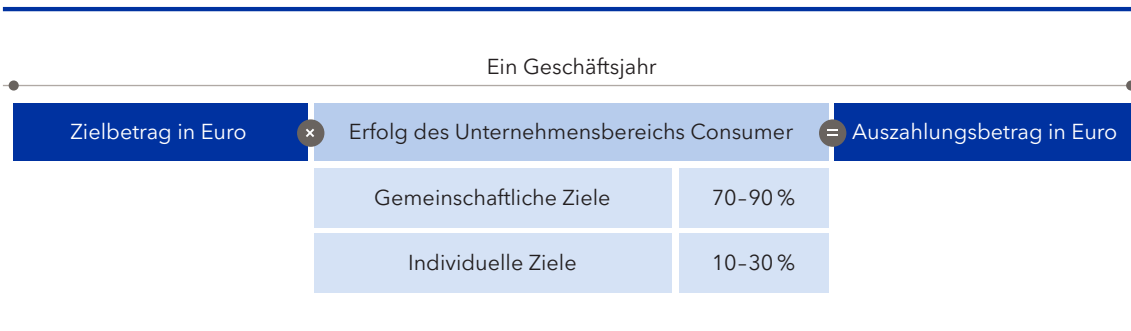 Ein Geschäftsjahr
Zielbetrag in Euro × Erfolg des Unternehmensbereichs Consumer = Auszahlungsbetrag in Euro
Gemeinschaftliche Ziele 70–90 %
Individuelle Ziele 10–30 %